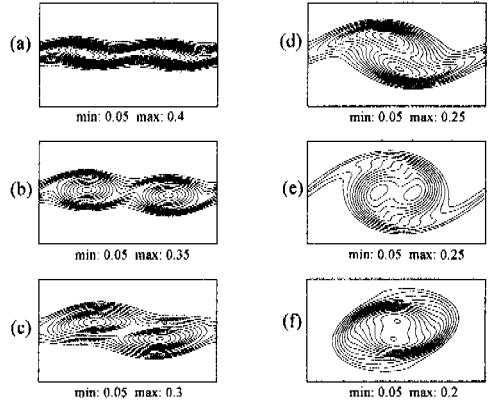 (a)
min: 0.05 max: 0.4
(b)
min: 0.05 max: 0.35
(c)
min: 0.05 max: 0.3
(d)
min: 0.05 max: 0.25
(e)
min: 0.05 max: 0.25
(f)
min: 0.05 max: 0.2